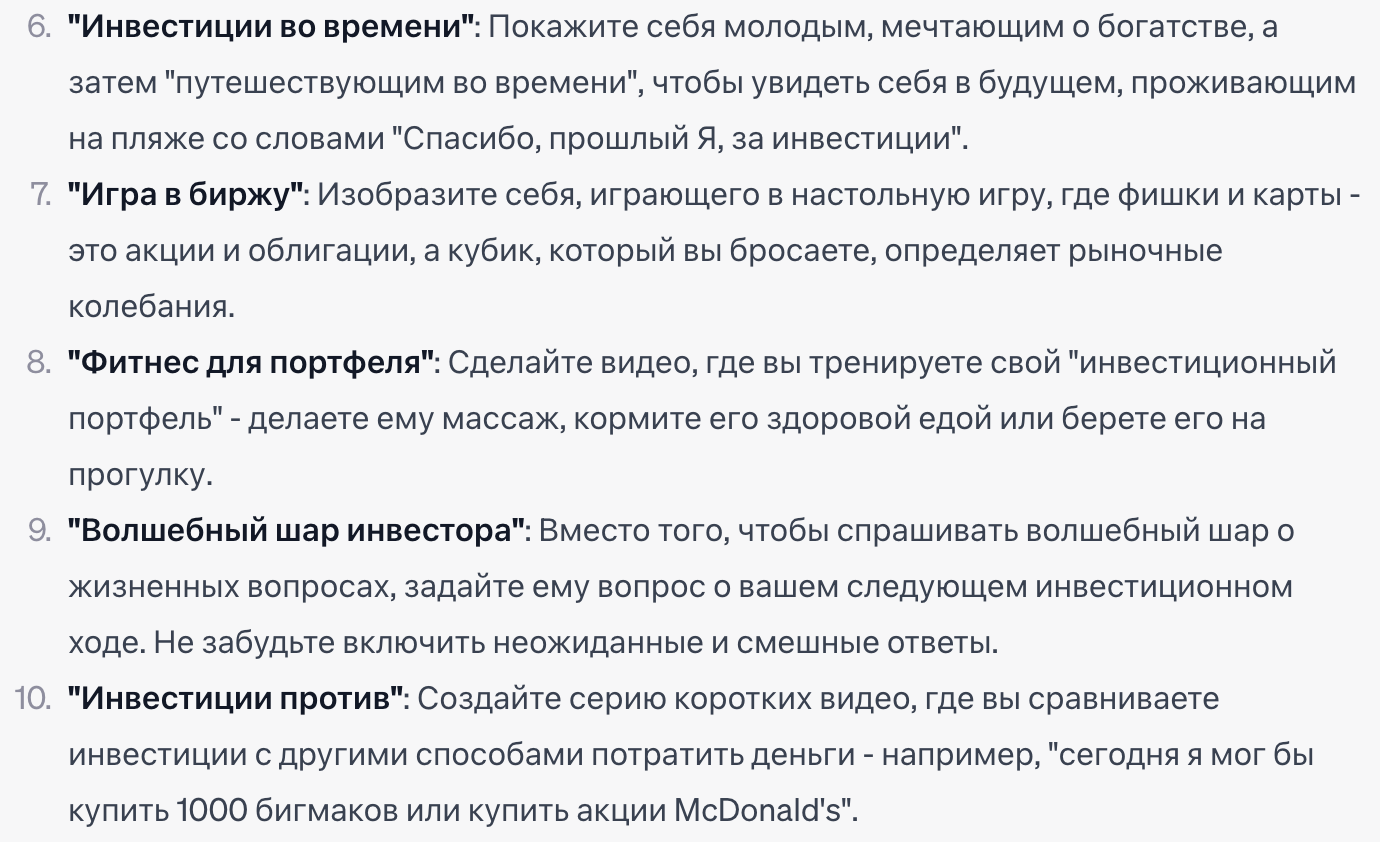 6. "Инвестиции во времени": Покажите себя молодым, мечтающим о богатстве, а
затем "путешествующим во времени", чтобы увидеть себя в будущем, проживающим
на пляже со словами "Спасибо, прошлый Я, за инвестиции".
7. "Игра в биржу": Изобразите себя, играющего в настольную игру, где фишки и карты -
это акции и облигации, а кубик, который вы бросаете, определяет рыночные
колебания.
8. "Фитнес для портфеля": Сделайте видео, где вы тренируете свой "инвестиционный
портфель" - делаете ему массаж, кормите его здоровой едой или берете его на
прогулку.
9. "Волшебный шар инвестора": Вместо того, чтобы спрашивать волшебный шар о
жизненных вопросах, задайте ему вопрос о вашем следующем инвестиционном
ходе. Не забудьте включить неожиданные и смешные ответы.
10. "Инвестиции против": Создайте серию коротких видео, где вы сравниваете
инвестиции с другими способами потратить деньги - например, "сегодня я мог бы
купить 1000 бигмаков или купить акции McDonald's".